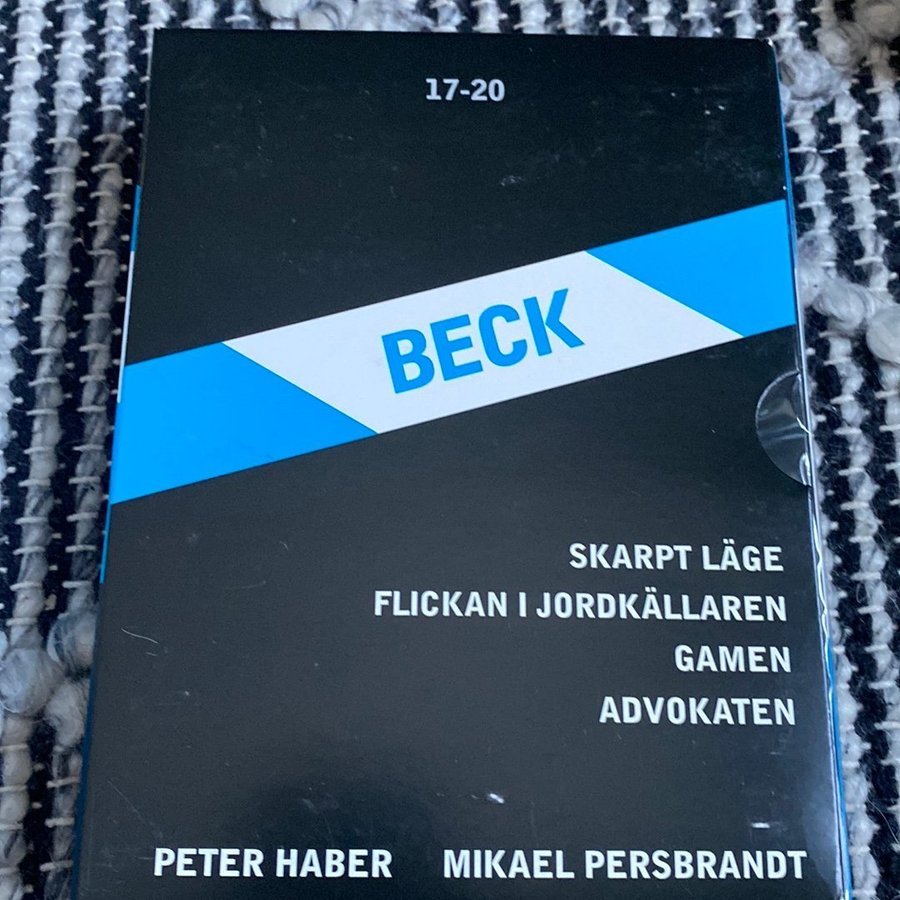 17-20
BECK
SKARPT LÄGE
FLICKAN I JORDKÄLLAREN
GAMEN
ADVOKATEN
PETER HABER MIKAEL PERSBRANDT